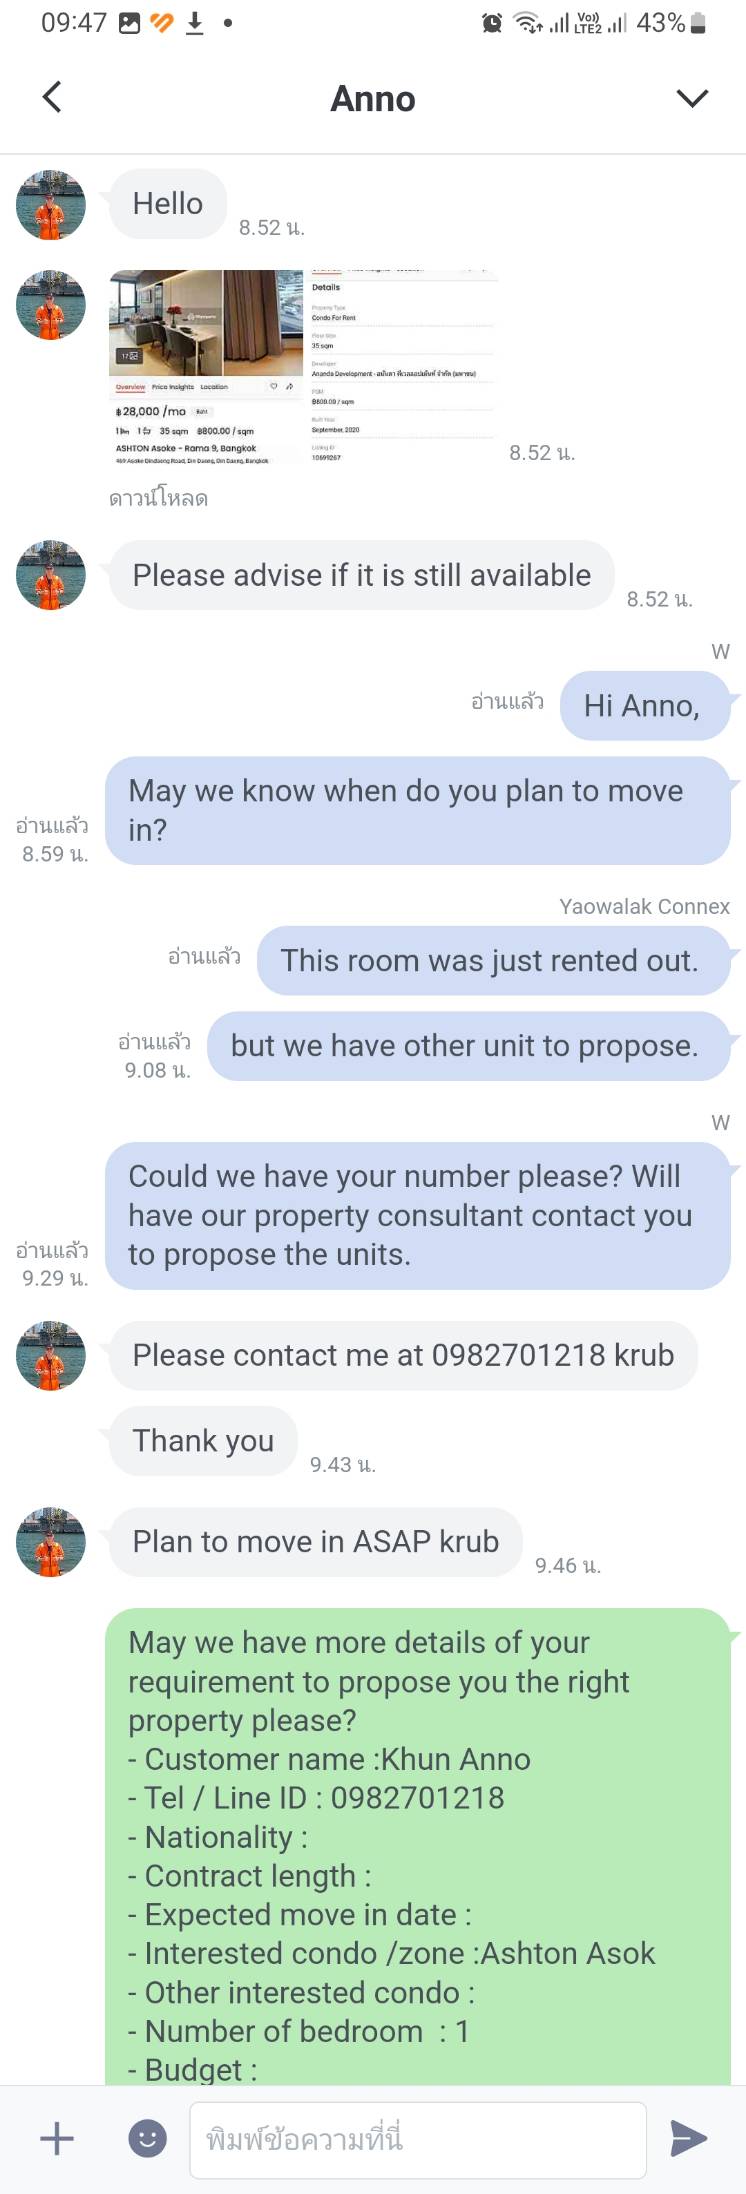 09:47
Vo))
LTE2
43%
Anno
Hello
8.52 น.
17
Overview Price Insights Location
฿28,000 /mo
1 1 35 sqm ฿800.00 / sqm
ASHTON Asoke - Rama 9, Bangkok
469 Asoke Dindaeng Road, Din Daeng, Din Daeng, Bangkok
Details
Property Type
Condo For Rent
Floor Size
35 sqm
Developer
Ananda Development -
PSM
฿800.00 / sqm
Built Year
September, 2020
Listing ID
10699267
8.52 น.
ดาวน์โหลด
Please advise if it is still available
8.52 น.
W
อ่านแล้ว
Hi Anno,
May we know when do you plan to move
in?
อ่านแล้ว
8.59 น.
Yaowalak Connex
อ่านแล้ว
This room was just rented out.
but we have other unit to propose.
อ่านแล้ว
9.08 น.
W
Could we have your number please? Will
have our property consultant contact you
to propose the units.
อ่านแล้ว
9.29 น.
Please contact me at 0982701218 krub
Thank you
9.43 น.
Plan to move in ASAP krub
9.46 น.
May we have more details of your
requirement to propose you the right
property please?
- Customer name :Khun Anno
- Tel / Line ID : 0982701218
- Nationality :
- Contract length :
- Expected move in date :
- Interested condo /zone :Ashton Asok
- Other interested condo :
- Number of bedroom  : 1
- Budget :
พิมพ์ข้อความที่นี่